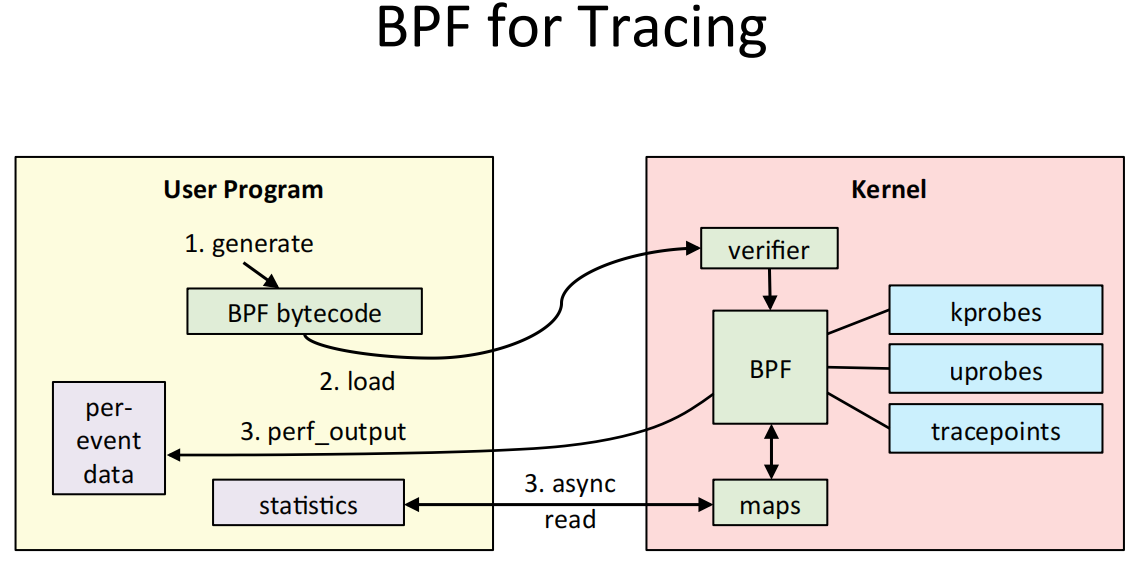 BPF for Tracing
User Program
1. generate
BPF bytecode
2. load
per-
event
data
3. perf_output
statistics
3. async
read
Kernel
verifier
BPF
kprobes
uprobes
tracepoints
maps